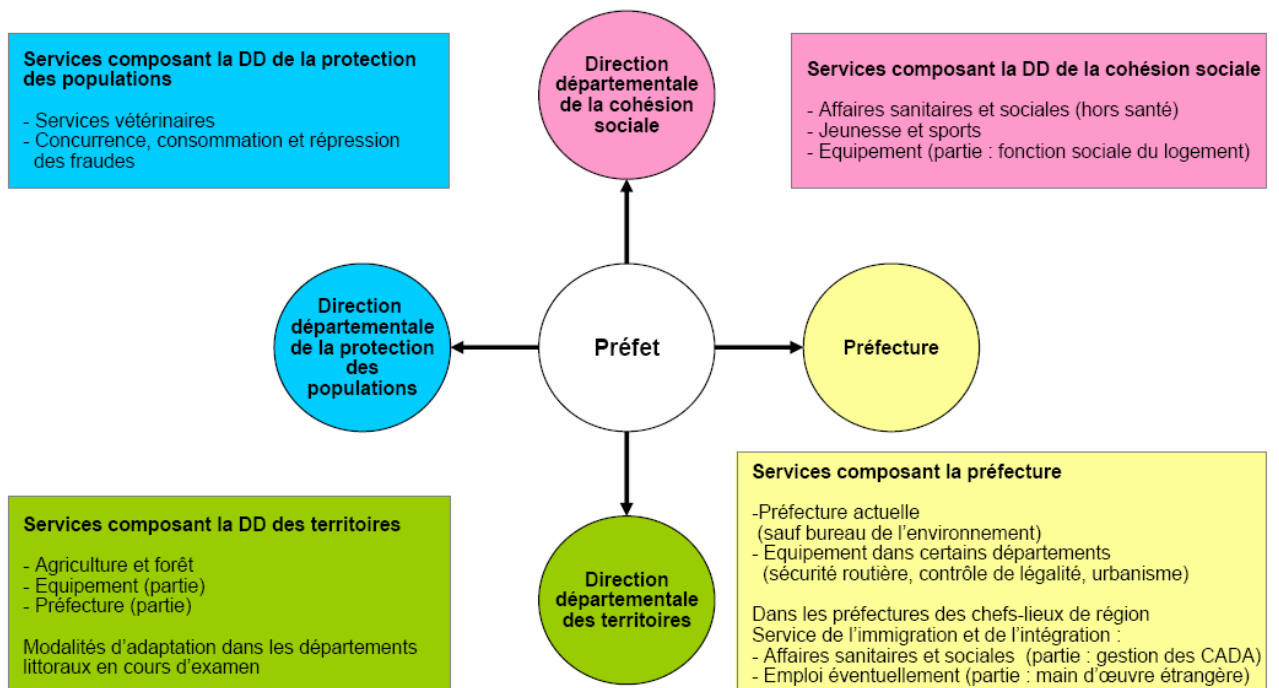 Services composant la DD de la protection
des populations
- Services vétérinaires
- Concurrence, consommation et répression
des fraudes
Direction
départementale
de la cohésion
sociale
Services composant la DD de la cohésion sociale
- Affaires sanitaires et sociales (hors santé)
- Jeunesse et sports
- Equipement (partie : fonction sociale du logement)
Direction
départementale
de la protection
des
populations
Préfet
Préfecture
Services composant la DD des territoires
- Agriculture et forêt
- Equipement (partie)
- Préfecture (partie)
Modalités d'adaptation dans les départements
littoraux en cours d'examen
Direction
départementale
des territoires
Services composant la préfecture
-Préfecture actuelle
(sauf bureau de l'environnement)
- Equipement dans certains départements
(sécurité routière, contrôle de légalité, urbanisme)
Dans les préfectures des chefs-lieux de région
Service de l'immigration et de l'intégration :
- Affaires sanitaires et sociales (partie : gestion des CADA)
- Emploi éventuellement (partie : main d'œuvre étrangère)